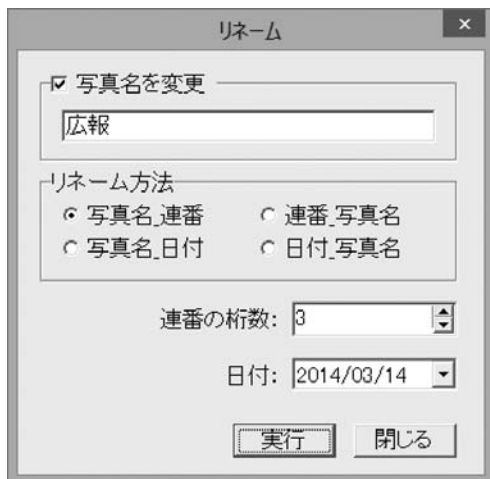 リネーム
写真名を変更
広報
リネーム方法
写真名_連番 連番_写真名
写真名_日付 日付_写真名
連番の桁数: 3
日付: 2014/03/14
実行 閉じる